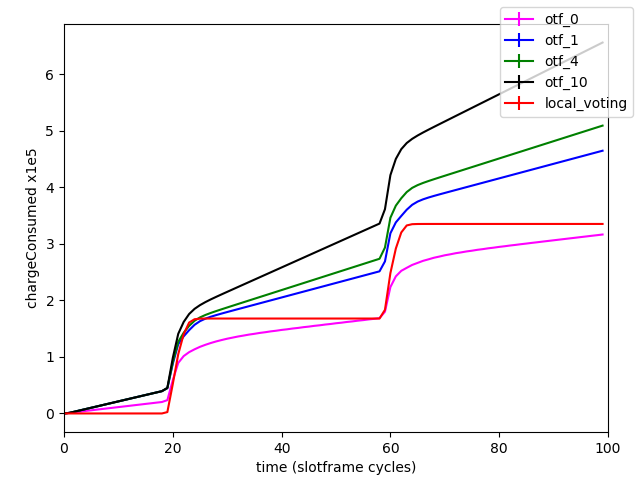 otf_0
otf_1
otf_4
otf_10
local_voting
chargeConsumed x1e5
6
5
4
3
2
1
0
0 20 40 60 80 100
time (slotframe cycles)